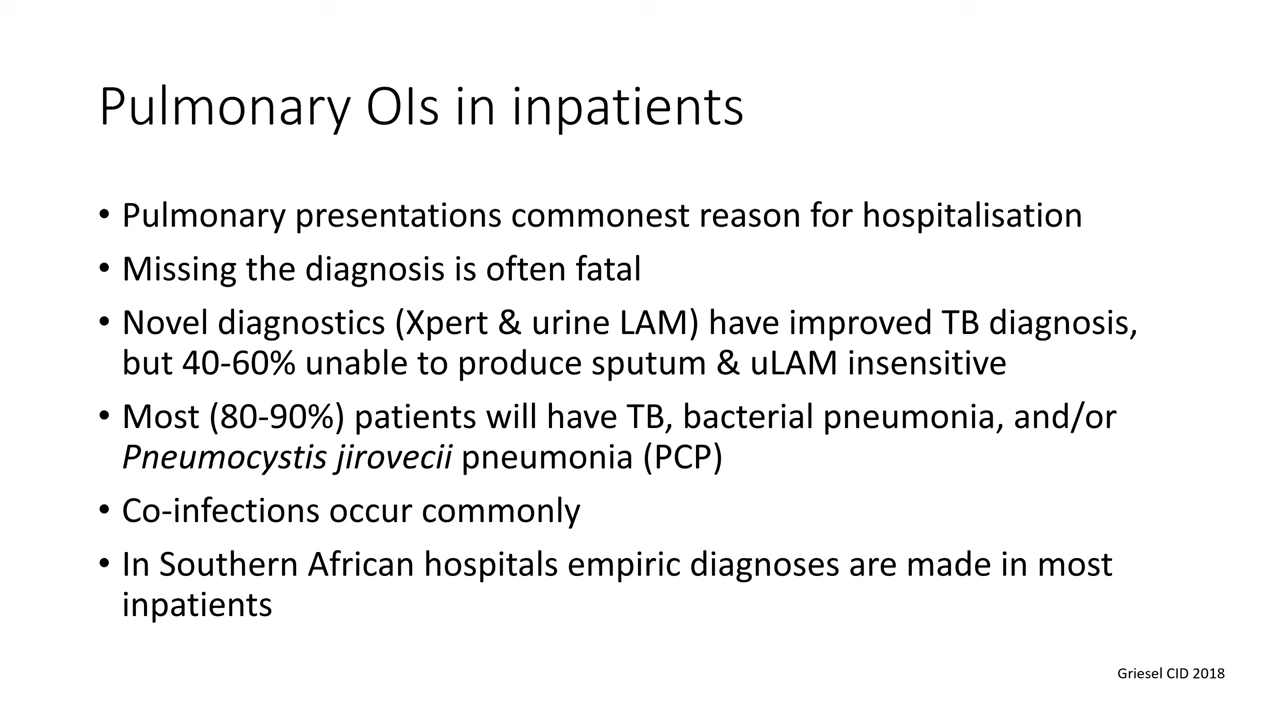 Pulmonary OIs in inpatients
• Pulmonary presentations commonest reason for hospitalisation
• Missing the diagnosis is often fatal
• Novel diagnostics (Xpert & urine LAM) have improved TB diagnosis,
but 40-60% unable to produce sputum & uLAM insensitive
• Most (80-90%) patients will have TB, bacterial pneumonia, and/or
Pneumocystis jirovecii pneumonia (PCP)
• Co-infections occur commonly
• In Southern African hospitals empiric diagnoses are made in most
inpatients
Griesel CID 2018